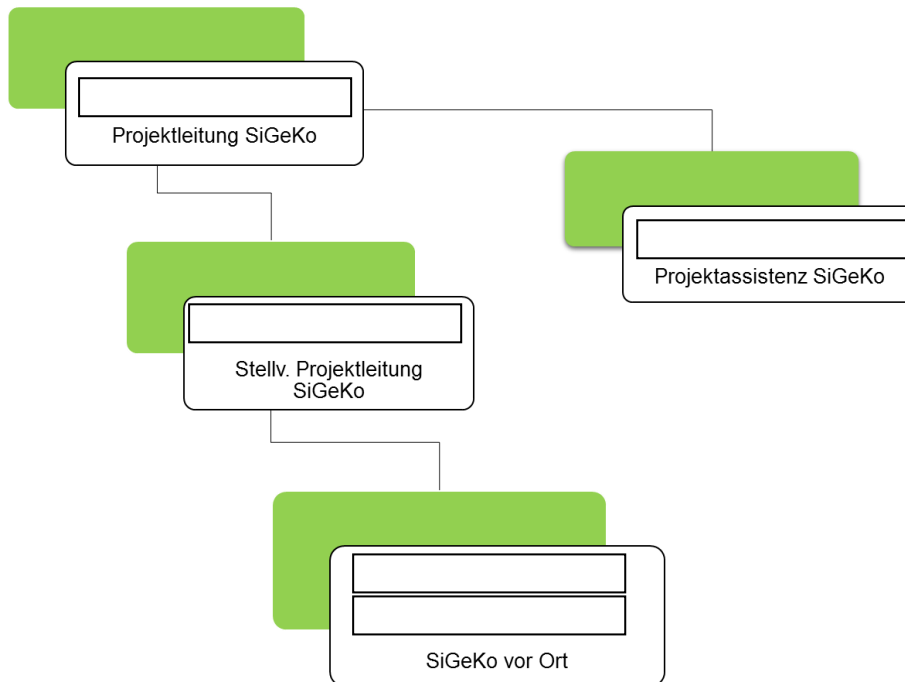 Projektleitung SiGeKo
Projektassistenz SiGeKo
Stellv. Projektleitung
SiGeKo
SiGeKo vor Ort